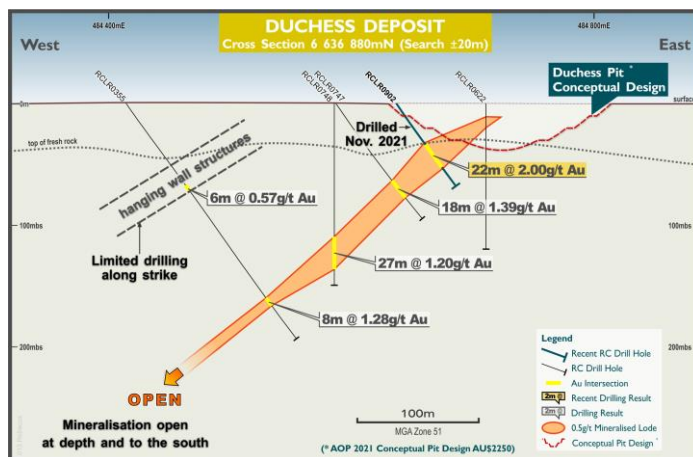 DUCHESS DEPOSIT
Cross Section 6 636 880mN (Search ±20m)
484 400mE
484 800mE
West
East
RCLR0355
RCLR0748
RCLR0747
RCLR0902
RCLR0622
Duchess Pit *
Conceptual Design
0m
surface
Drilled
Nov. 2021
top of fresh rock
hanging wall structures
22m @ 2.00g/t Au
6m @ 0.57g/t Au
18m @ 1.39g/t Au
100mbs
100mbs
Limited drilling
along strike
27m @ 1.20g/t Au
8m @ 1.28g/t Au
200mbs
200mbs
OPEN
Mineralisation open
at depth and to the south
100m
MGA Zone 51
(* AOP 2021 Conceptual Pit Design AU$2250)
Legend
Recent RC Drill Hole
RC Drill Hole
Au Intersection
2m @ Recent Drilling Result
2m @ Drilling Result
0.5g/t Mineralised Lode
Conceptual Pit Design *